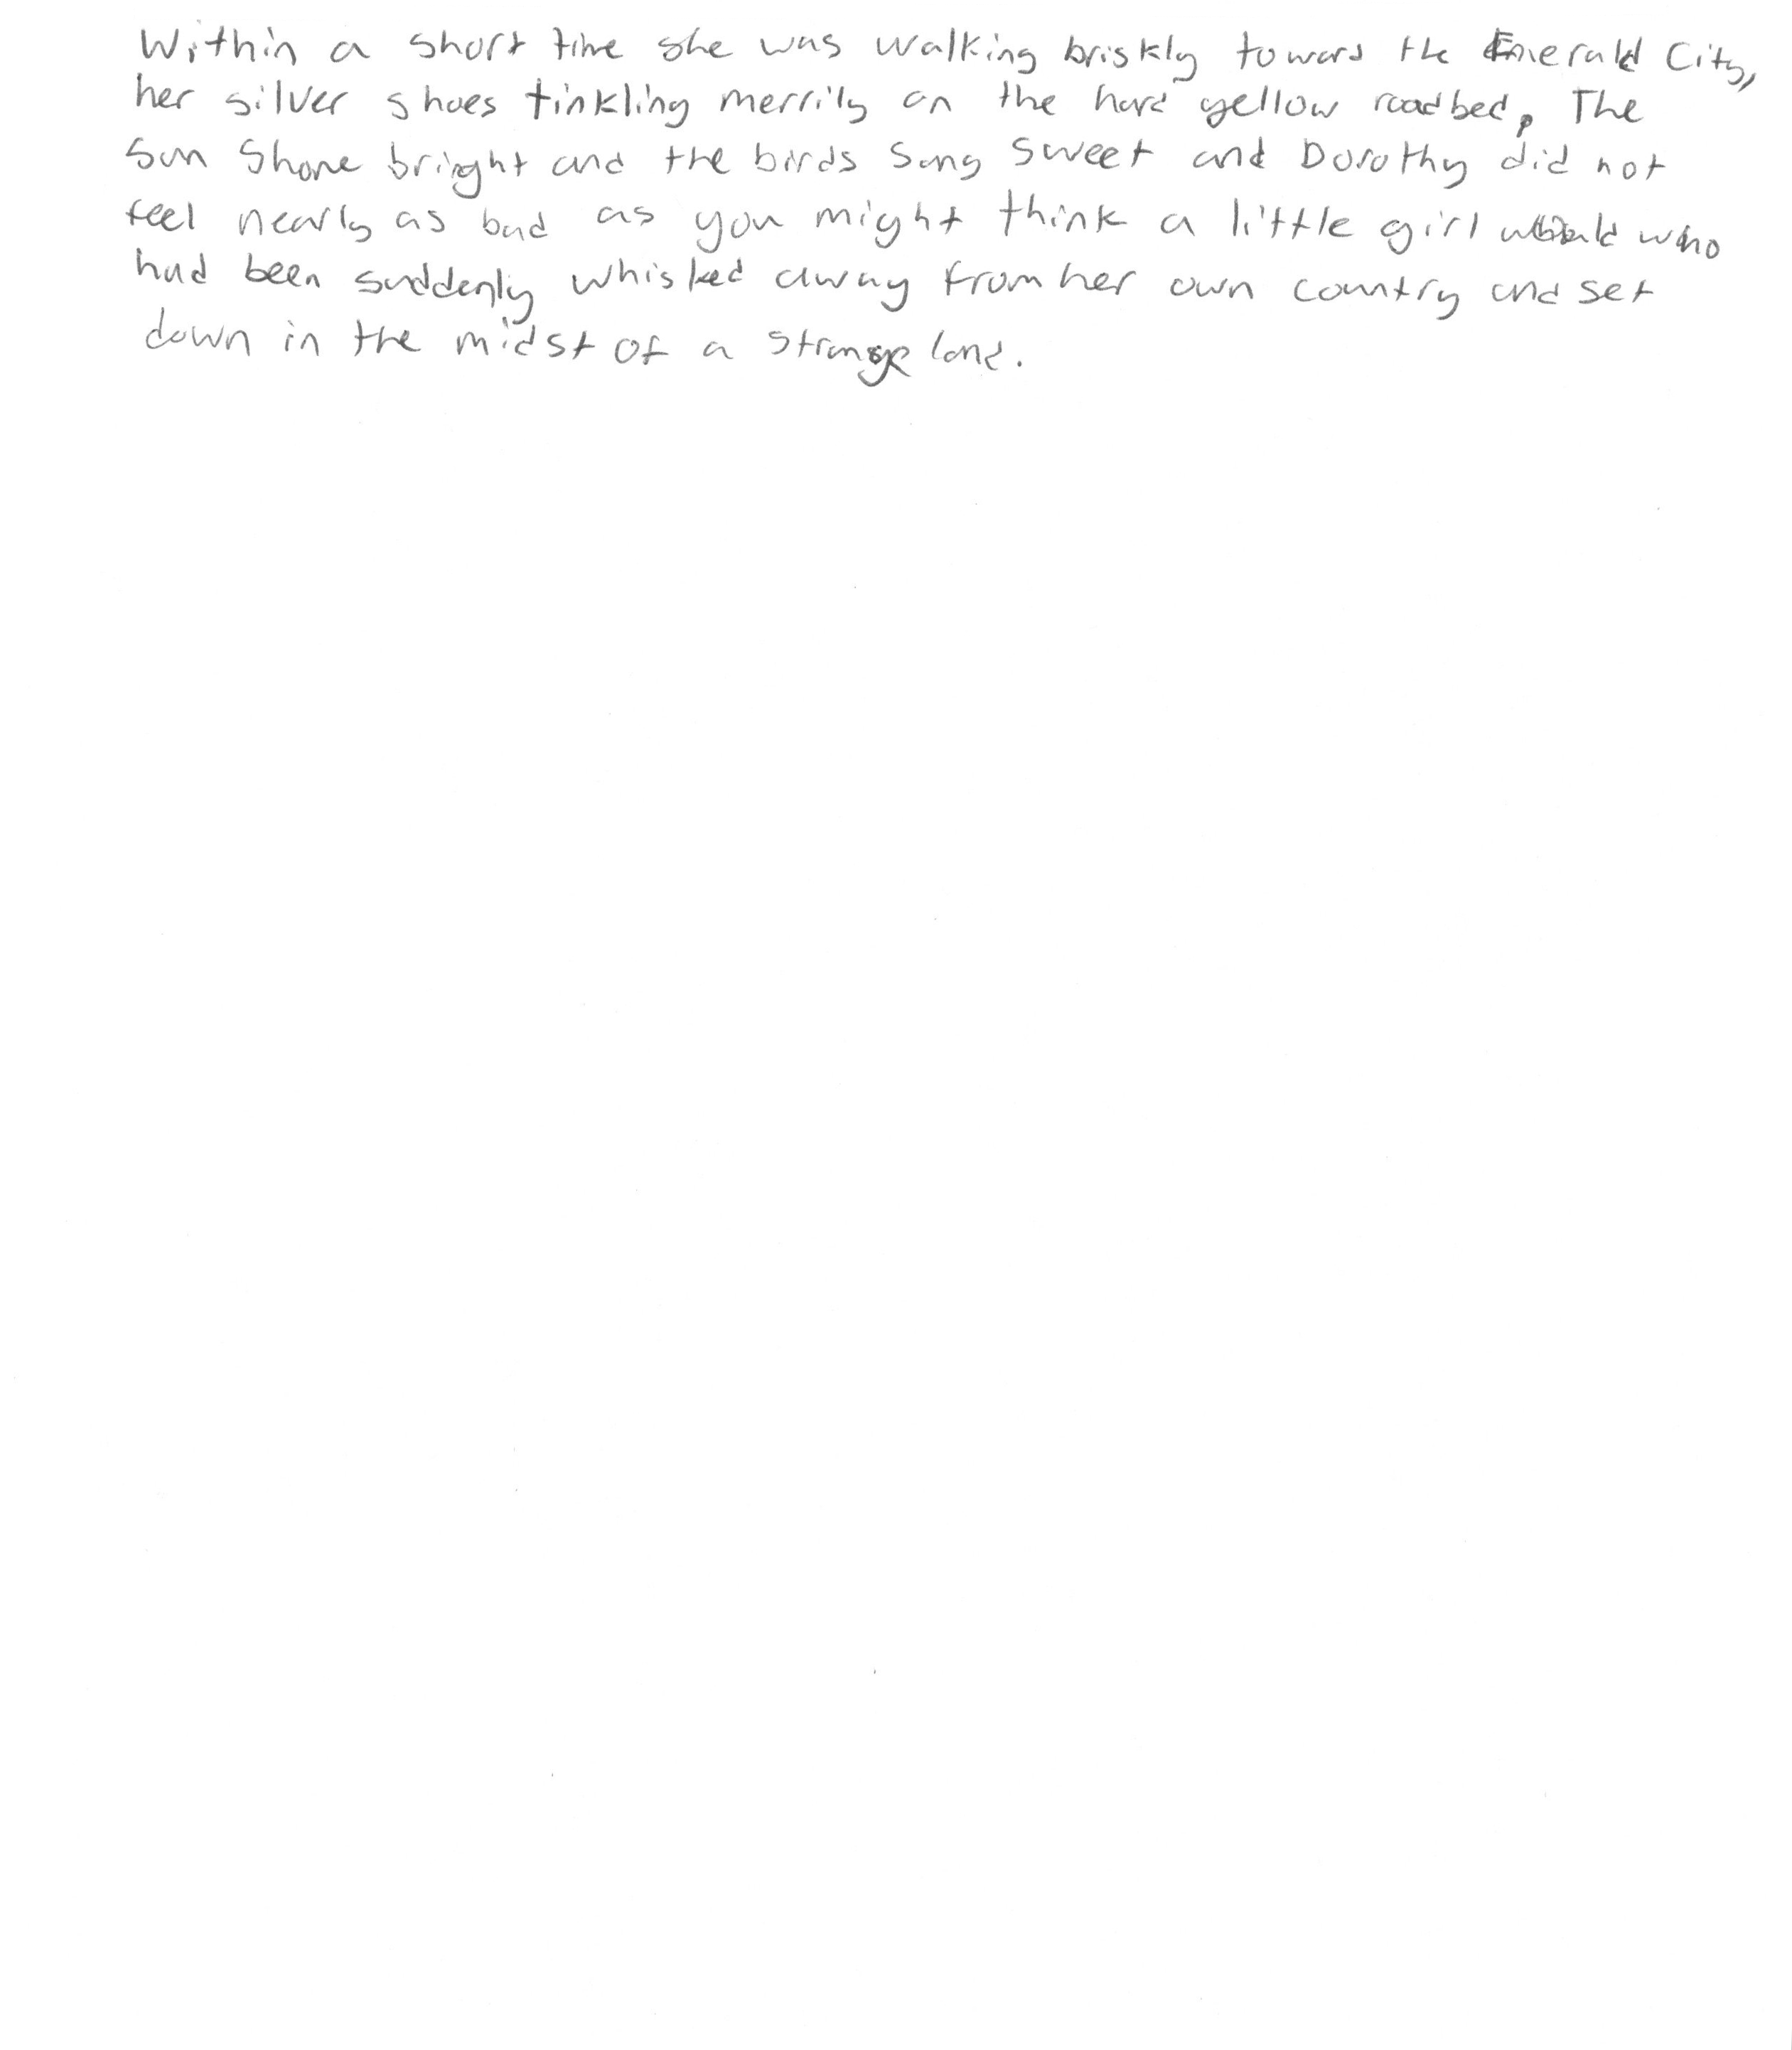 Within a short time she was walking briskly toward the Emerald City,
her silver shoes tinkling merrily on the hard yellow roadbed. The
sun shone bright and the birds sang sweet and Dorothy did not
feel nearly as bad as you might think a little girl would who
had been suddenly whisked away from her own country and set
down in the midst of a strange land.